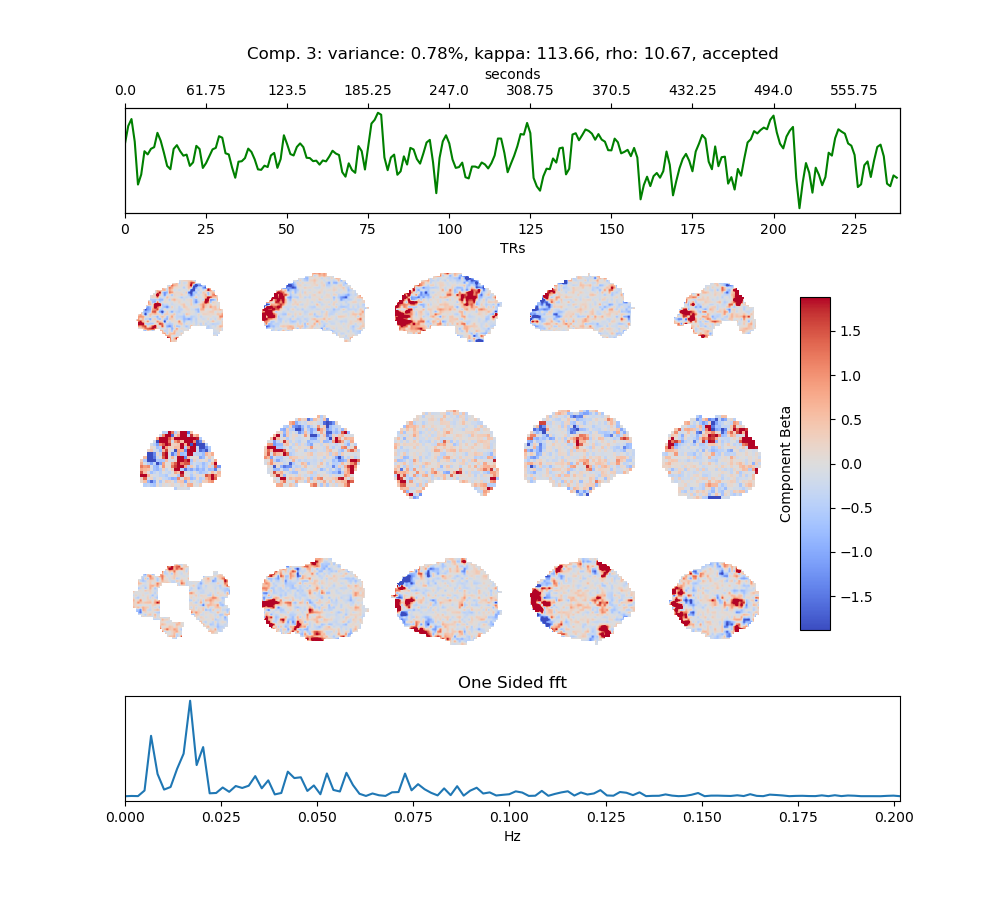 Comp. 3: variance: 0.78%, kappa: 113.66, rho: 10.67, accepted
seconds
0.0 61.75 123.5 185.25 247.0 308.75 370.5 432.25 494.0 555.75
0 25 50 75 100 125 150 175 200 225
TRs
Component Beta
1.5
1.0
0.5
0.0
−0.5
−1.0
−1.5
One Sided fft
0.000 0.025 0.050 0.075 0.100 0.125 0.150 0.175 0.200
Hz